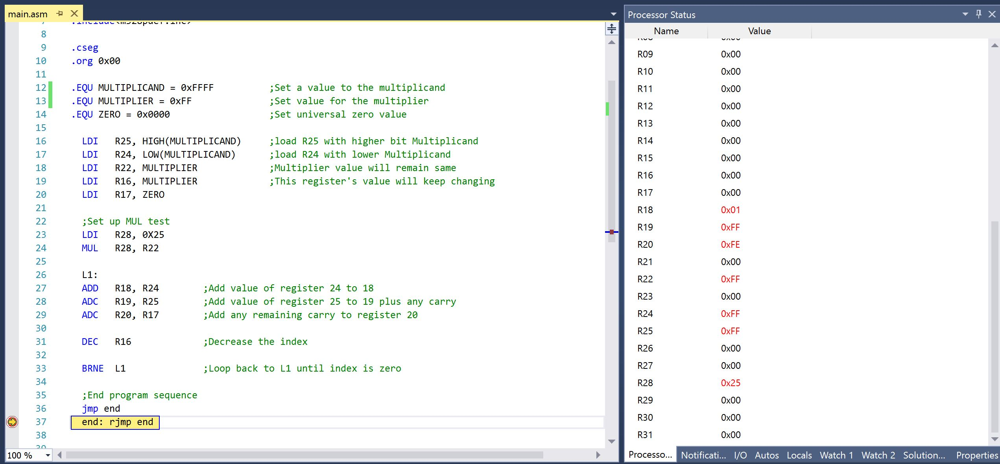 main.asm
8
9 .cseg
10 .org 0x00
11
12 .EQU MULTIPLICAND = 0xFFFF ;Set a value to the multiplicand
13 .EQU MULTIPLIER = 0xFF ;Set value for the multiplier
14 .EQU ZERO = 0x0000 ;Set universal zero value
15
16 LDI R25, HIGH(MULTIPLICAND) ;load R25 with higher bit Multiplicand
17 LDI R24, LOW(MULTIPLICAND) ;load R24 with lower Multiplicand
18 LDI R22, MULTIPLIER ;Multiplier value will remain same
19 LDI R16, MULTIPLIER ;This register's value will keep changing
20 LDI R17, ZERO
21
22 ;Set up MUL test
23 LDI R28, 0X25
24 MUL R28, R22
25
26 L1:
27 ADD R18, R24 ;Add value of register 24 to 18
28 ADC R19, R25 ;Add value of register 25 to 19 plus any carry
29 ADC R20, R17 ;Add any remaining carry to register 20
30
31 DEC R16 ;Decrease the index
32
33 BRNE L1 ;Loop back to L1 until index is zero
34
35 ;End program sequence
36 jmp end
37 end: rjmp end
38
100 %
Processor Status
Name Value
R09 0x00
R10 0x00
R11 0x00
R12 0x00
R13 0x00
R14 0x00
R15 0x00
R16 0x00
R17 0x00
R18 0x01
R19 0xFF
R20 0xFE
R21 0x00
R22 0xFF
R23 0x00
R24 0xFF
R25 0xFF
R26 0x00
R27 0x00
R28 0x25
R29 0x00
R30 0x00
R31 0x00
Processo... Notificati... I/O Autos Locals Watch 1 Watch 2 Solution... Properties